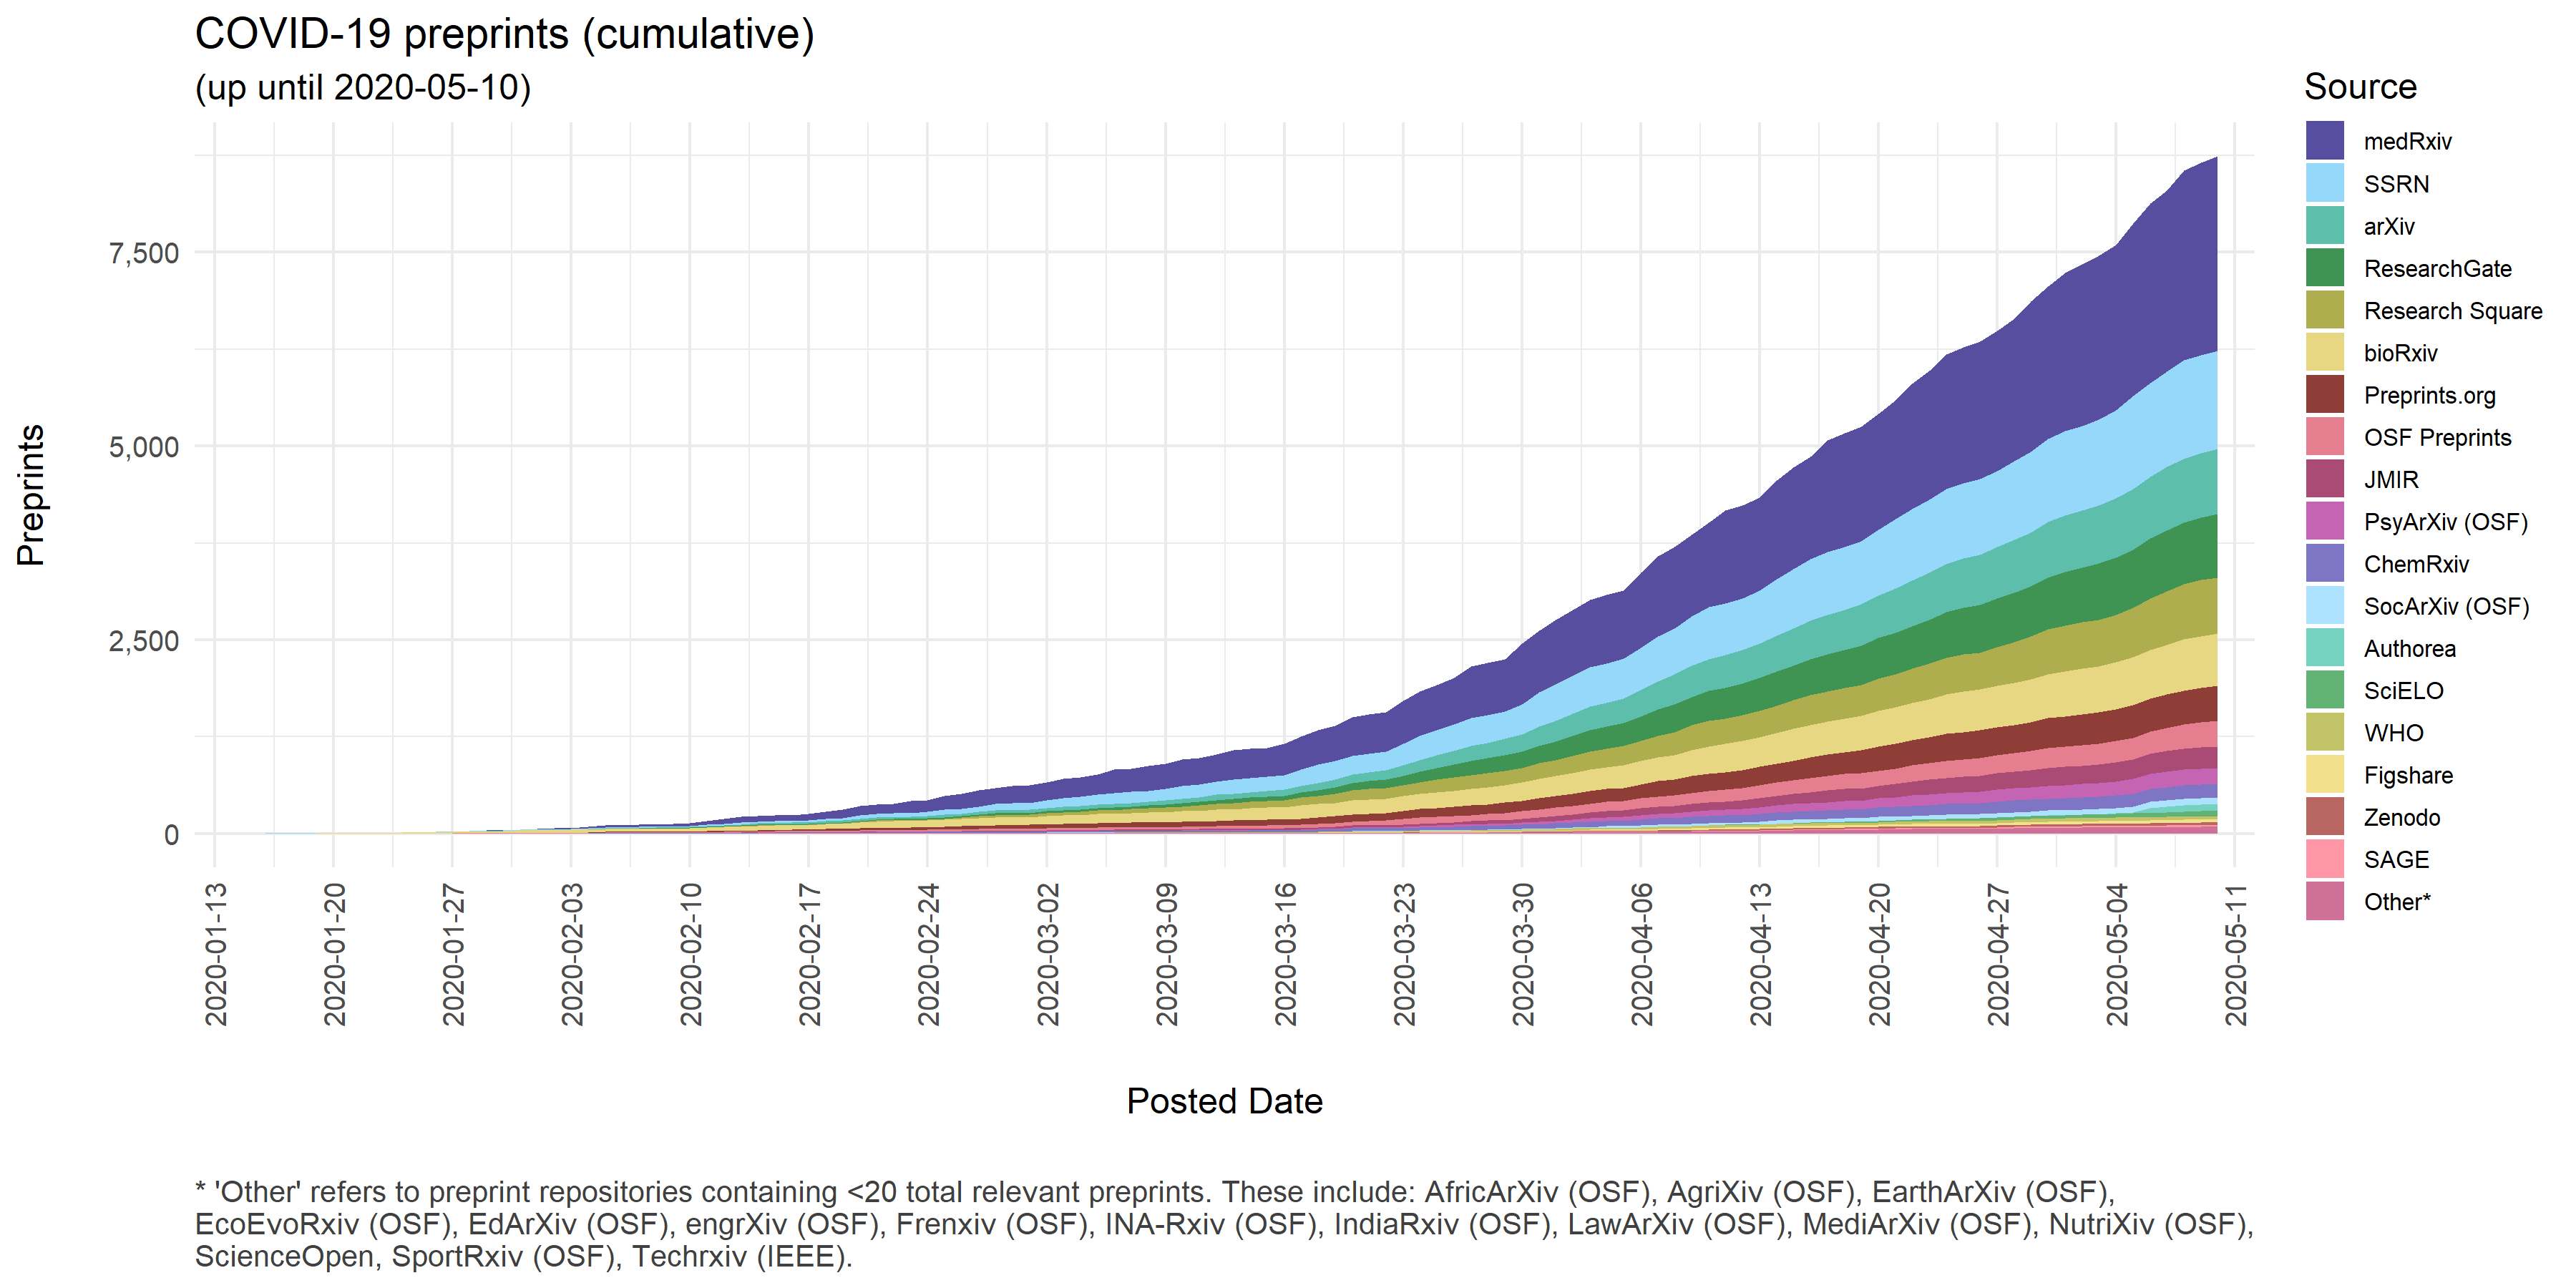 COVID-19 preprints (cumulative)
(up until 2020-05-10)
Preprints
7,500
5,000
2,500
0
2020-01-13
2020-01-20
2020-01-27
2020-02-03
2020-02-10
2020-02-17
2020-02-24
2020-03-02
2020-03-09
2020-03-16
2020-03-23
2020-03-30
2020-04-06
2020-04-13
2020-04-20
2020-04-27
2020-05-04
2020-05-11
Posted Date
Source
medRxiv
SSRN
arXiv
ResearchGate
Research Square
bioRxiv
Preprints.org
OSF Preprints
JMIR
PsyArXiv (OSF)
ChemRxiv
SocArXiv (OSF)
Authorea
SciELO
WHO
Figshare
Zenodo
SAGE
Other*
* 'Other' refers to preprint repositories containing <20 total relevant preprints. These include: AfricArXiv (OSF), AgriXiv (OSF), EarthArXiv (OSF),
EcoEvoRxiv (OSF), EdArXiv (OSF), engrXiv (OSF), Frenxiv (OSF), INA-Rxiv (OSF), IndiaRxiv (OSF), LawArXiv (OSF), MediArXiv (OSF), NutriXiv (OSF),
ScienceOpen, SportRxiv (OSF), Techrxiv (IEEE).